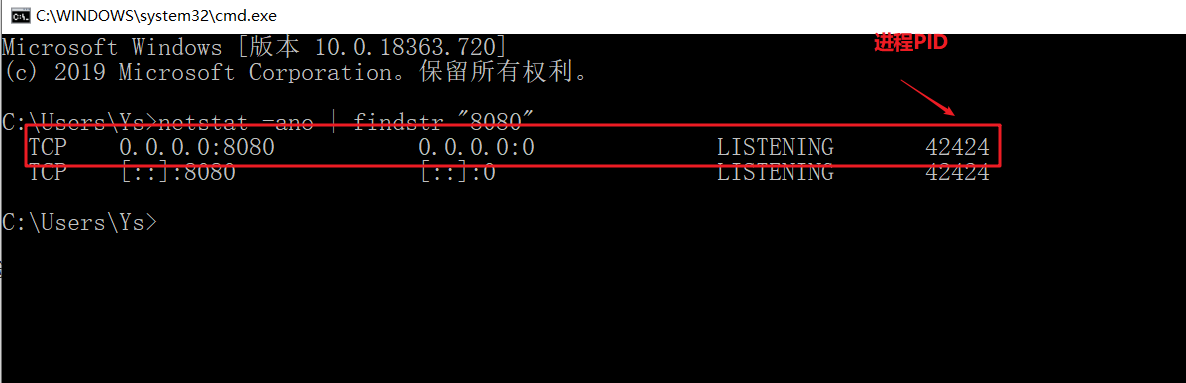 C:\WINDOWS\system32\cmd.exe
Microsoft Windows [版本 10.0.18363.720]
进程PID
(c) 2019 Microsoft Corporation。保留所有权利。
C:\Users\Ys>netstat -ano | findstr "8080"
TCP 0.0.0.0:8080 0.0.0.0:0 LISTENING 42424
TCP [::]:8080 [::]:0 LISTENING 42424
C:\Users\Ys>